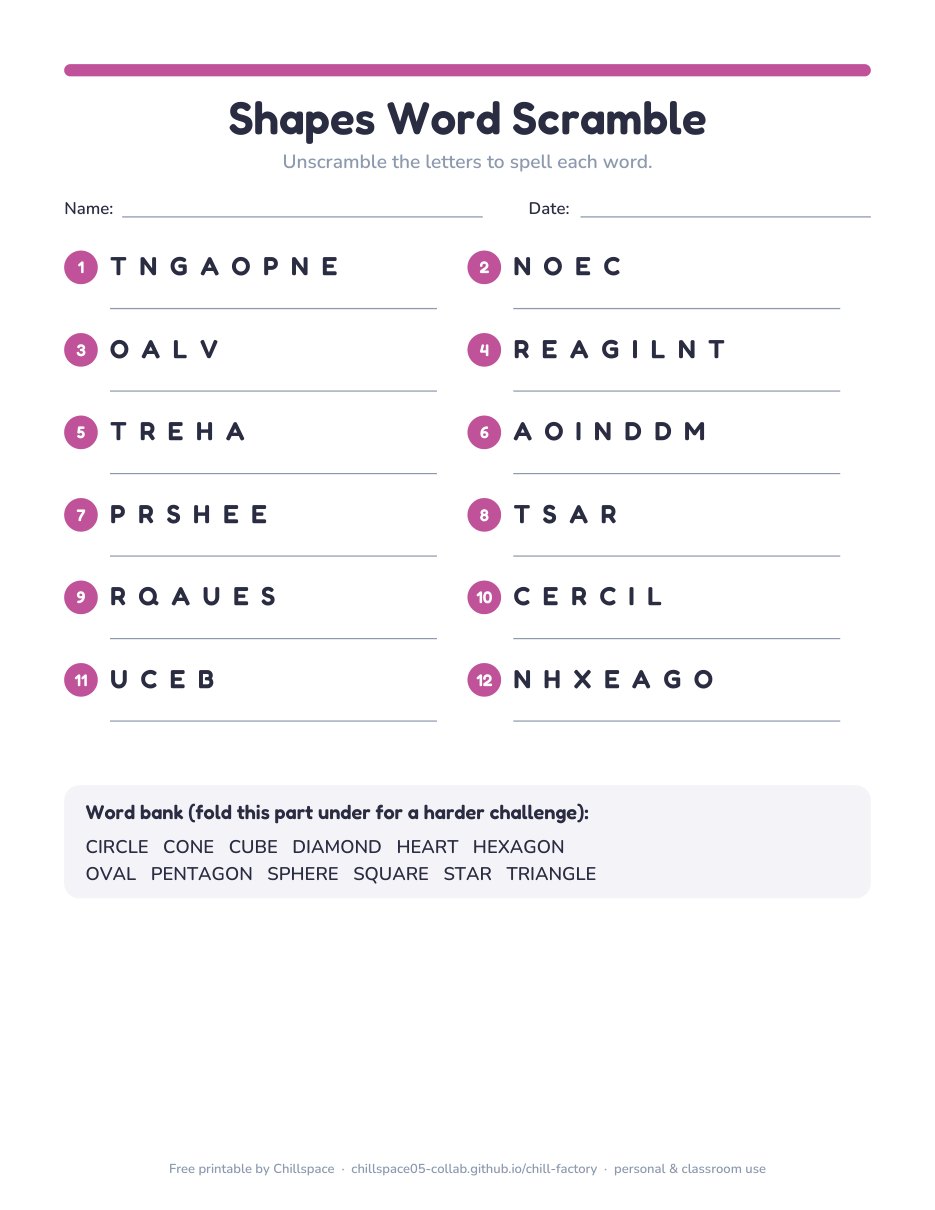 Shapes Word Scramble
Unscramble the letters to spell each word.
Name: Date:
1 T N G A O P N E
2 N O E C
3 O A L V
4 R E A G I L N T
5 T R E H A
6 A O I N D D M
7 P R S H E E
8 T S A R
9 R Q A U E S
10 C E R C I L
11 U C E B
12 N H X E A G O
Word bank (fold this part under for a harder challenge):
CIRCLE CONE CUBE DIAMOND HEART HEXAGON
OVAL PENTAGON SPHERE SQUARE STAR TRIANGLE
Free printable by Chillspace · chillspace05-collab.github.io/chill-factory · personal & classroom use